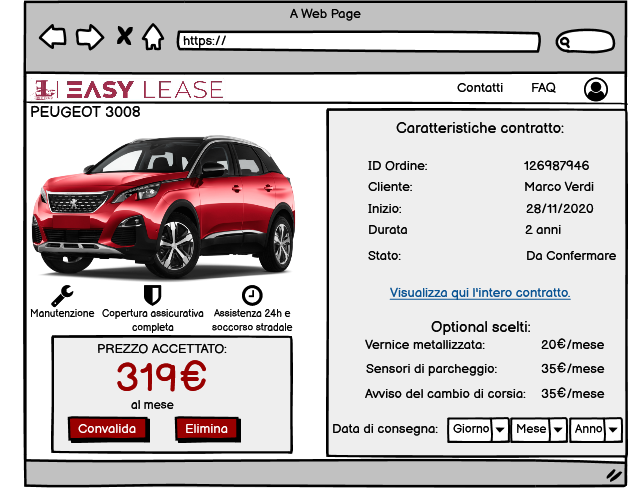 A Web Page
https://
EASY LEASE
Contatti
FAQ
PEUGEOT 3008
Manutenzione
Copertura assicurativa
completa
Assistenza 24h e
soccorso stradale
PREZZO ACCETTATO:
319€
al mese
Convalida
Elimina
Caratteristiche contratto:
ID Ordine: 126987946
Cliente: Marco Verdi
Inizio: 28/11/2020
Durata 2 anni
Stato: Da Confermare
Visualizza qui l'intero contratto.
Optional scelti:
Vernice metallizzata: 20€/mese
Sensori di parcheggio: 35€/mese
Avviso del cambio di corsia: 35€/mese
Data di consegna: Giorno Mese Anno